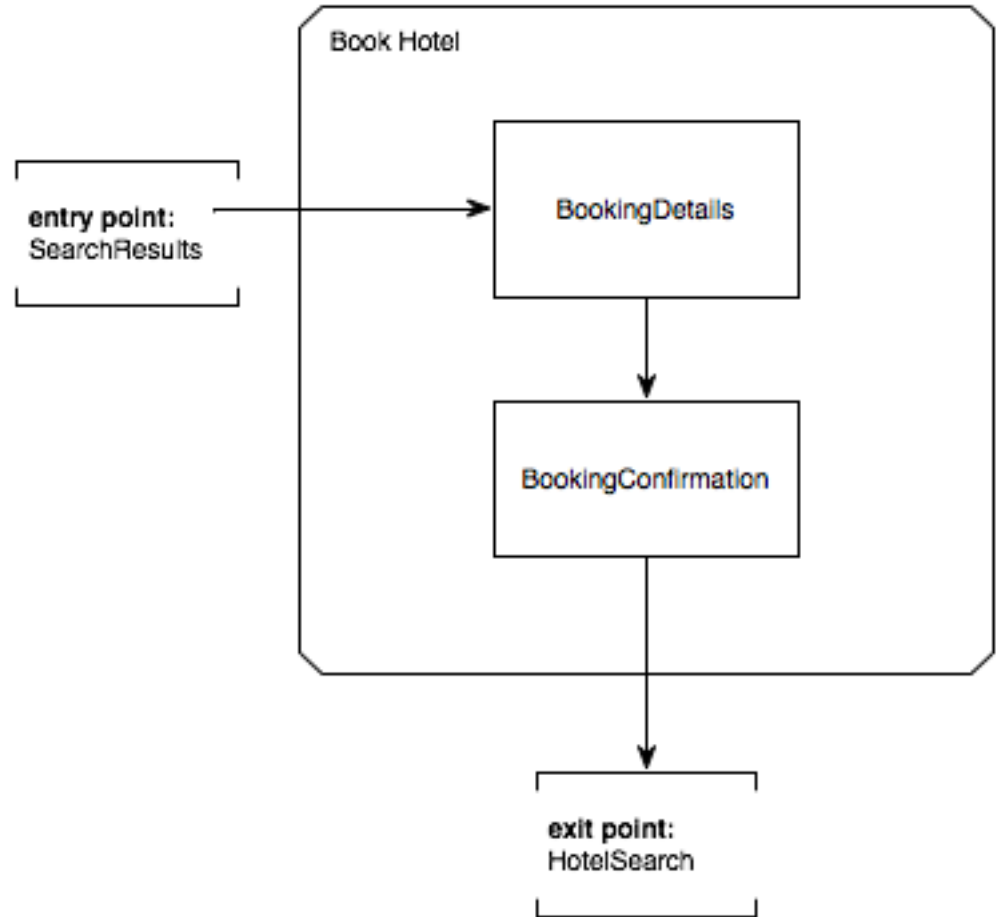 Book Hotel
entry point:
SearchResults
BookingDetails
BookingConfirmation
exit point:
HotelSearch